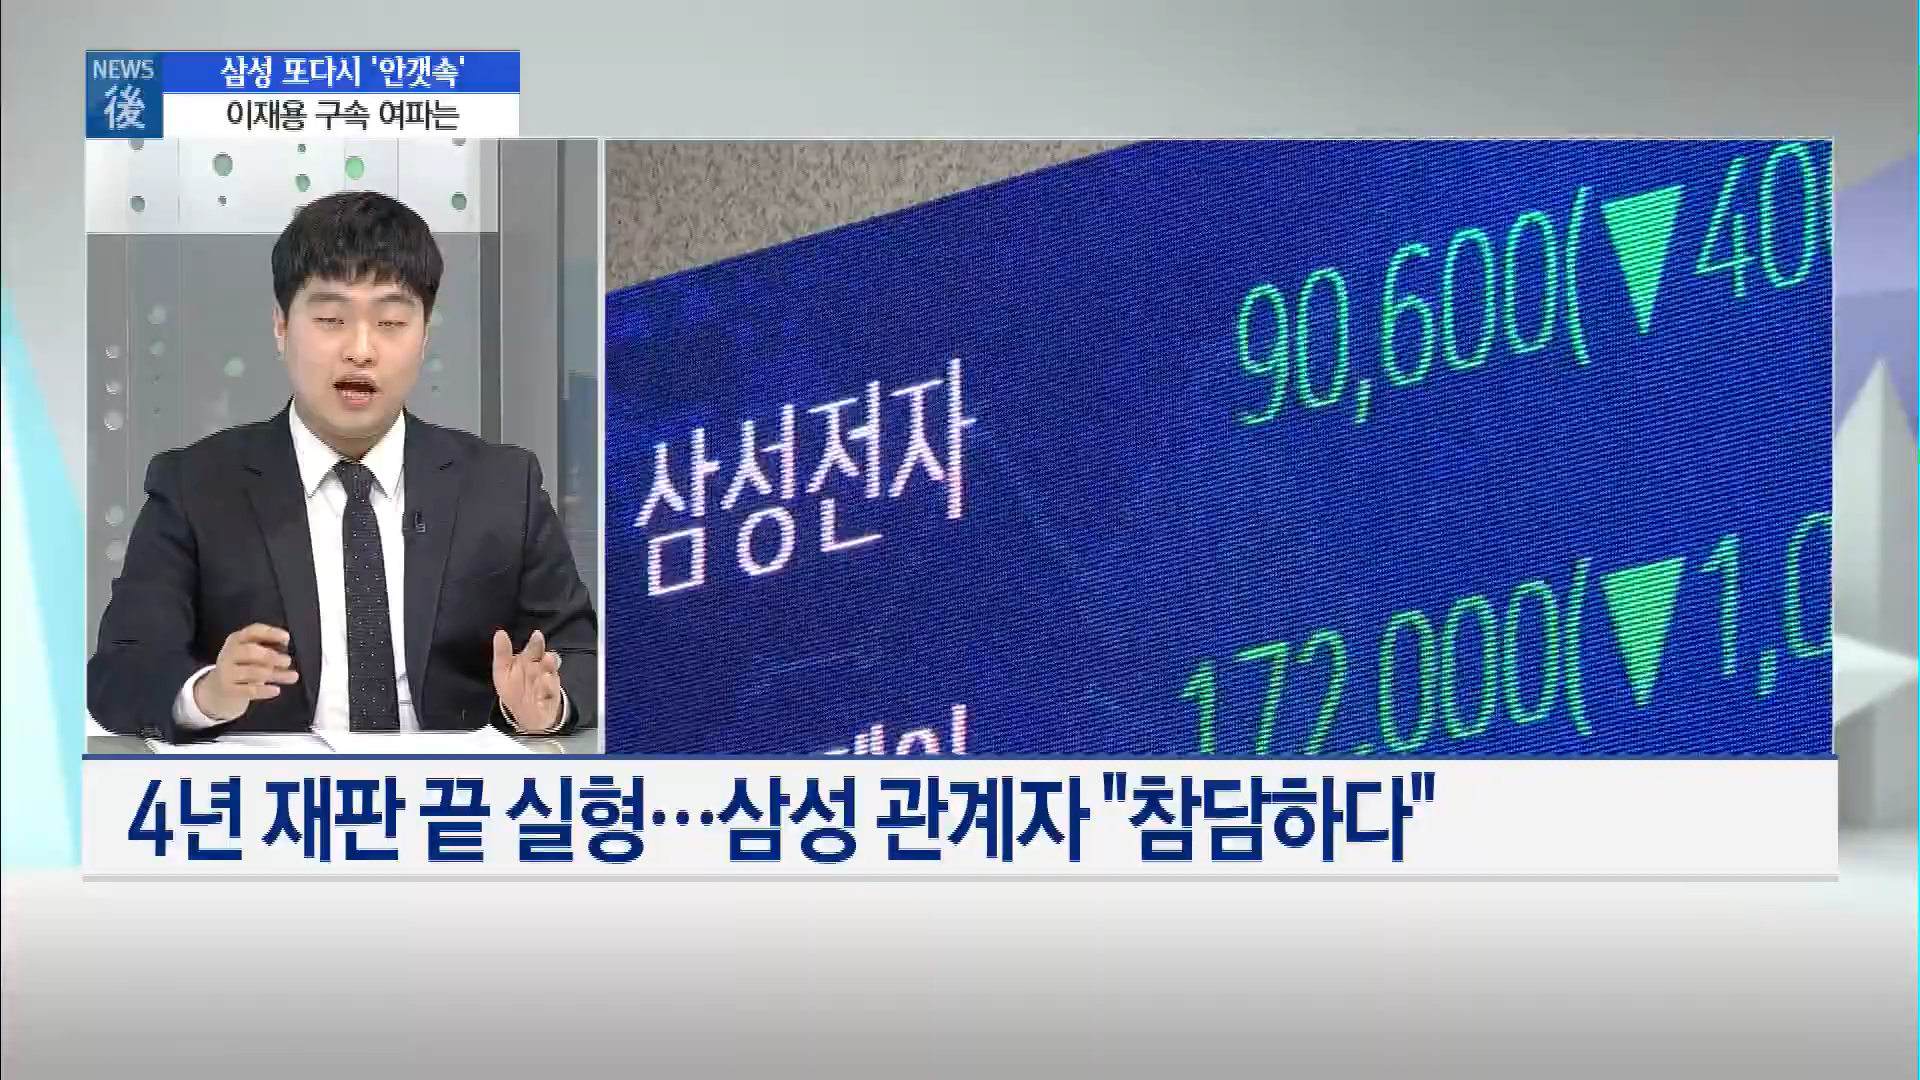 NEWS
後
삼성 또다시 '안갯속'
이재용 구속 여파는
삼성전자 90,600(▼40
172,000(▼1,0
4년 재판 끝 실형…삼성 관계자 "참담하다"